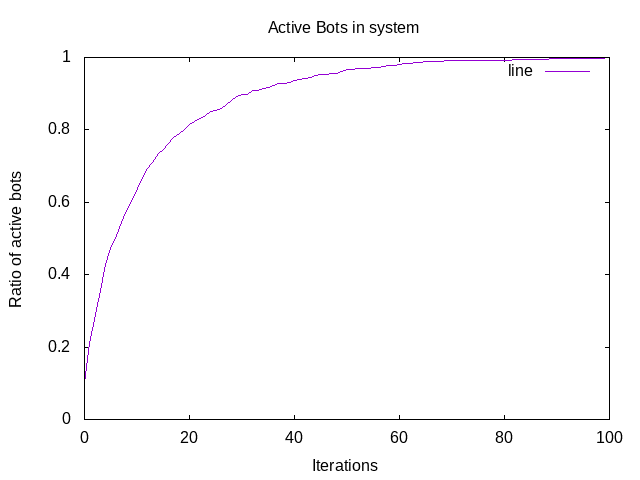 Active Bots in system
line
Ratio of active bots
1
0.8
0.6
0.4
0.2
0
0 20 40 60 80 100
Iterations